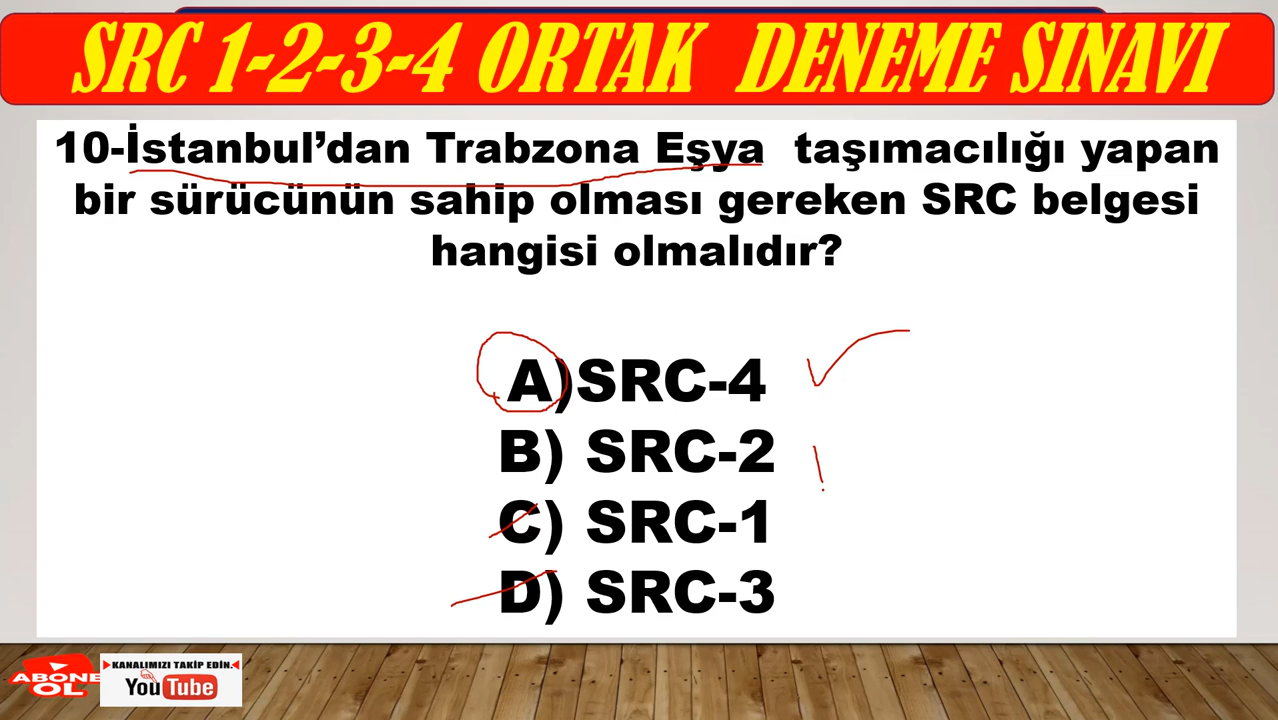 SRC 1-2-3-4 ORTAK DENEME SINAVI
10-İstanbul’dan Trabzona Eşya taşımacılığı yapan
bir sürücünün sahip olması gereken SRC belgesi
hangisi olmalıdır?
A)SRC-4
B) SRC-2
C) SRC-1
D) SRC-3
ABONE
OL
KANALIMIZI TAKİP EDİN.
YouTube